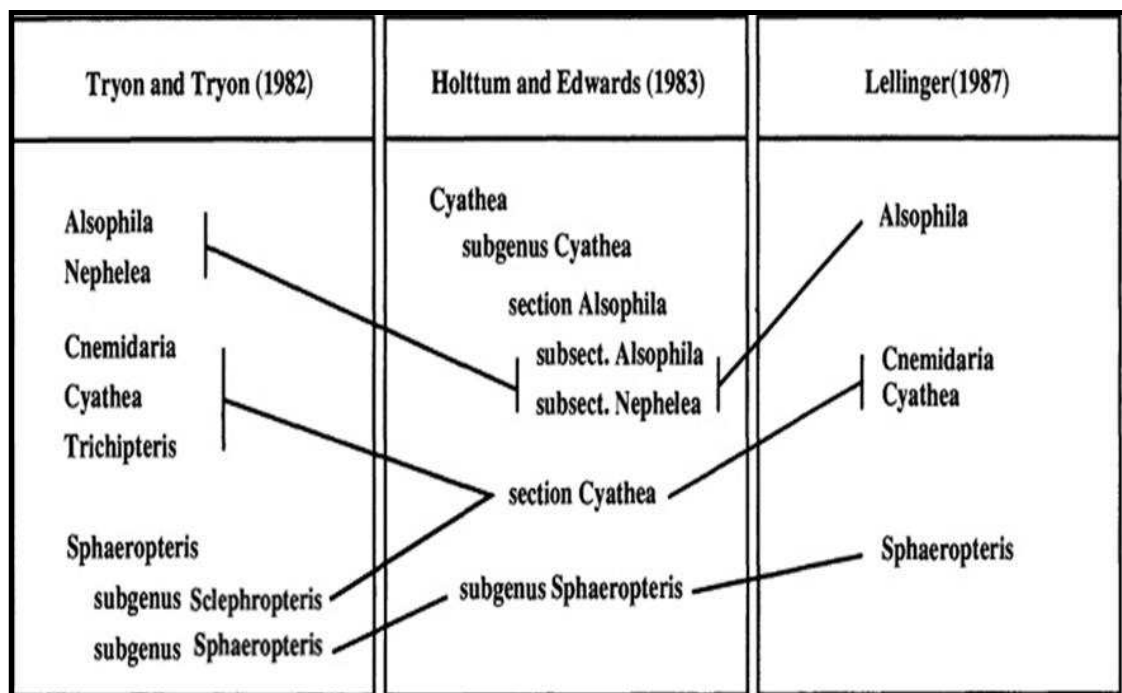 Tryon and Tryon (1982)
Alsophila
Nephelea
Cnemidaria
Cyathea
Trichipteris
Sphaeropteris
subgenus Sclephropteris
subgenus Sphaeropteris
Holttum and Edwards (1983)
Cyathea
subgenus Cyathea
section Alsophila
subsect. Alsophila
subsect. Nephelea
section Cyathea
subgenus Sphaeropteris
Lellinger(1987)
Alsophila
Cnemidaria
Cyathea
Sphaeropteris